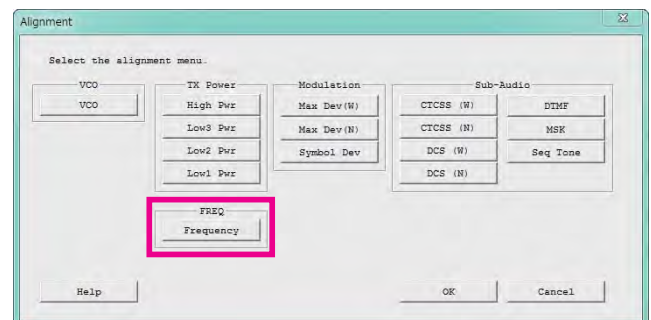 Alignment
Select the alignment menu.
VCO
VCO
TX Power
High Pwr
Low3 Pwr
Low2 Pwr
Low1 Pwr
FREQ
Frequency
Modulation
Max Dev(W)
Max Dev(N)
Symbol Dev
Sub-Audio
CTCSS (W)
DTMF
CTCSS (N)
MSK
DCS (W)
Seq Tone
DCS (N)
Help
OK
Cancel